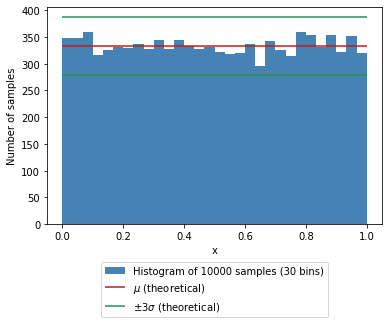 400
350
300
250
200
150
100
50
0
Number of samples
0.0 0.2 0.4 0.6 0.8 1.0
x
Histogram of 10000 samples (30 bins)
μ (theoretical)
±3σ (theoretical)